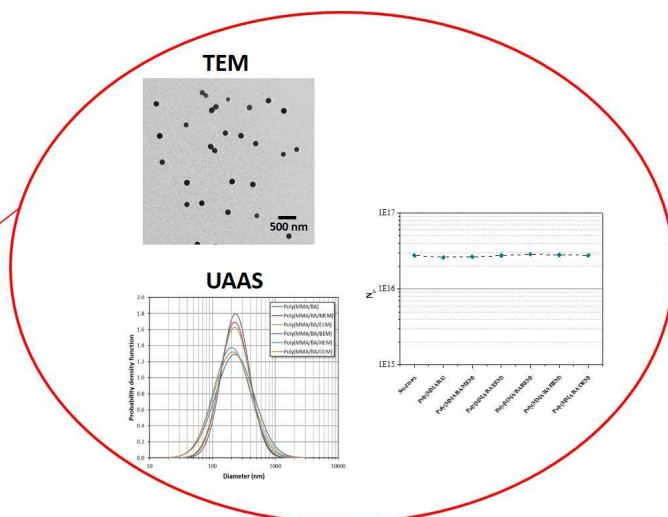 TEM
500 nm
UAAS
2.0
1.8
1.6
1.4
1.2
1.0
0.8
0.6
0.4
0.2
0.0
10
100
1000
10000
Probability density function
Diameter (nm)
Poly(MMA/BA)
Poly(MMA/BA/MEM)
Poly(MMA/BA/EEM)
Poly(MMA/BA/BEM)
Poly(MMA/BA/HEM)
Poly(MMA/BA/OEM)
1E17
1E16
1E15
Poly(MMA/BA)
Poly(MMA/BA/MEM)
Poly(MMA/BA/EEM)
Poly(MMA/BA/BEM)
Poly(MMA/BA/HEM)
Poly(MMA/BA/OEM)